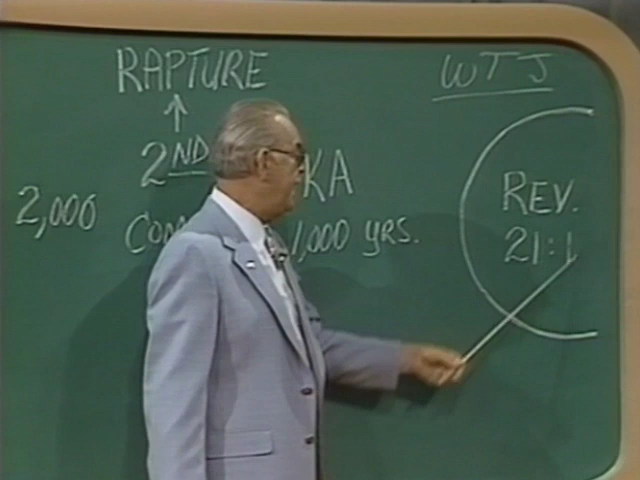 RAPTURE
WTJ
2ND KA
REV.
2,000
1,000 yrs.
21:1